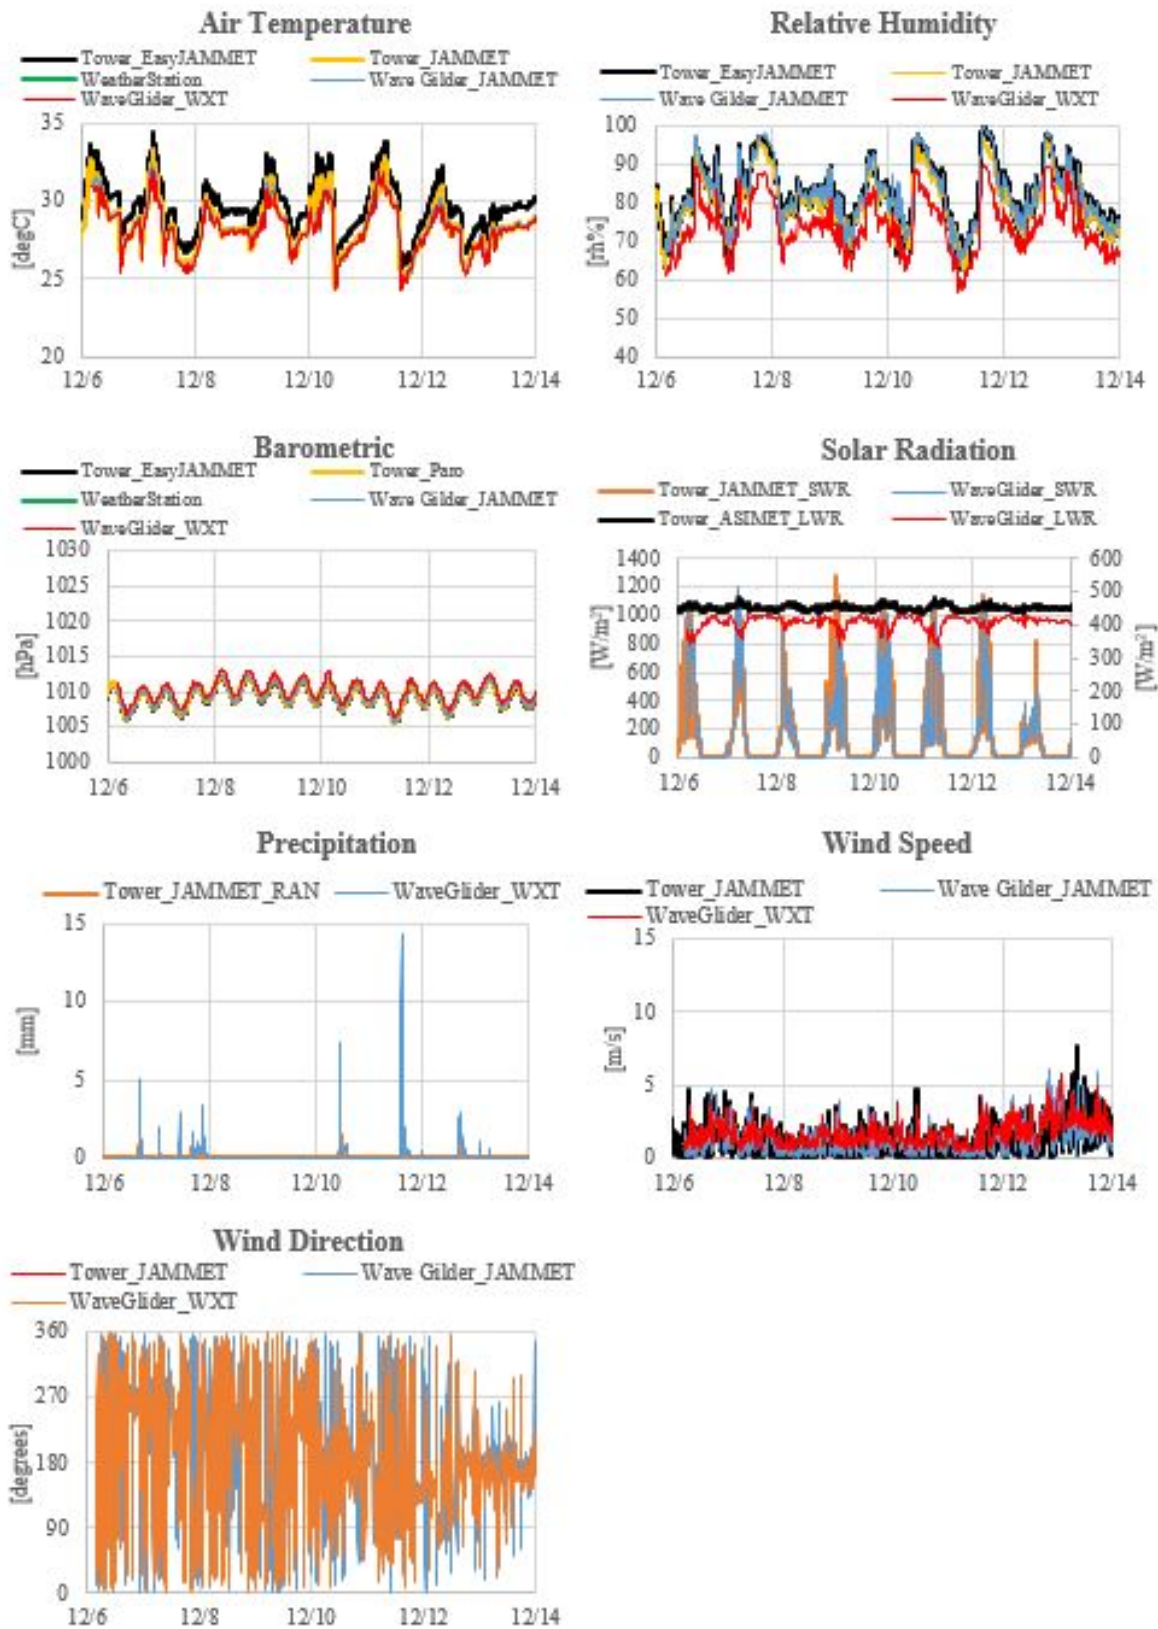 Air Temperature
Tower_EasyJAMMET Tower_JAMMET
WeatherStation Wave Gilder_JAMMET
WaveGlider_WXT
35
30
25
20
[degC]
12/6 12/8 12/10 12/12 12/14
Relative Humidity
Tower_EasyJAMMET Tower_JAMMET
Wave Gilder_JAMMET WaveGlider_WXT
100
90
80
70
60
50
40
[rh%]
12/6 12/8 12/10 12/12 12/14
Barometric
Tower_EasyJAMMET Tower_Paro
WeatherStation Wave Gilder_JAMMET
WaveGlider_WXT
1030
1025
1020
1015
1010
1005
1000
[hPa]
12/6 12/8 12/10 12/12 12/14
Solar Radiation
Tower_JAMMET_SWR WaveGlider_SWR
Tower_ASIMET_LWR WaveGlider_LWR
1400
1200
1000
800
600
400
200
0
[W/m²]
600
500
400
300
200
100
0
[W/m²]
12/6 12/8 12/10 12/12 12/14
Precipitation
Tower_JAMMET_RAN WaveGlider_WXT
15
10
5
0
[mm]
12/6 12/8 12/10 12/12 12/14
Wind Speed
Tower_JAMMET Wave Gilder_JAMMET
WaveGlider_WXT
15
10
5
0
[m/s]
12/6 12/8 12/10 12/12 12/14
Wind Direction
Tower_JAMMET Wave Gilder_JAMMET
WaveGlider_WXT
360
270
180
90
0
[degrees]
12/6 12/8 12/10 12/12 12/14